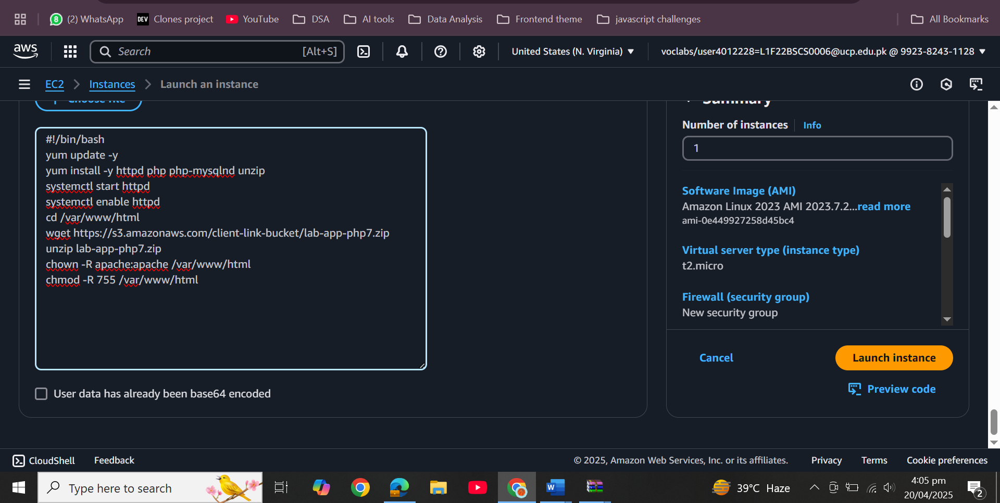 8 (2) WhatsApp DEV Clones project YouTube DSA AI tools Data Analysis Frontend theme javascript challenges All Bookmarks
aws Search [Alt+S] United States (N. Virginia) voclabs/user4012228=L1F22BSCS0006@ucp.edu.pk @ 9923-8243-1128
EC2 Instances Launch an instance
Choose file
#!/bin/bash
yum update -y
yum install -y httpd php php-mysqlnd unzip
systemctl start httpd
systemctl enable httpd
cd /var/www/html
wget https://s3.amazonaws.com/client-link-bucket/lab-app-php7.zip
unzip lab-app-php7.zip
chown -R apache:apache /var/www/html
chmod -R 755 /var/www/html
User data has already been base64 encoded
Summary
Number of instances Info
1
Software Image (AMI)
Amazon Linux 2023 AMI 2023.7.2...read more
ami-0e449927258d45bc4
Virtual server type (instance type)
t2.micro
Firewall (security group)
New security group
Cancel Launch instance
Preview code
CloudShell Feedback © 2025, Amazon Web Services, Inc. or its affiliates. Privacy Terms Cookie preferences
Type here to search 39°C Haze 4:05 pm
20/04/2025 2